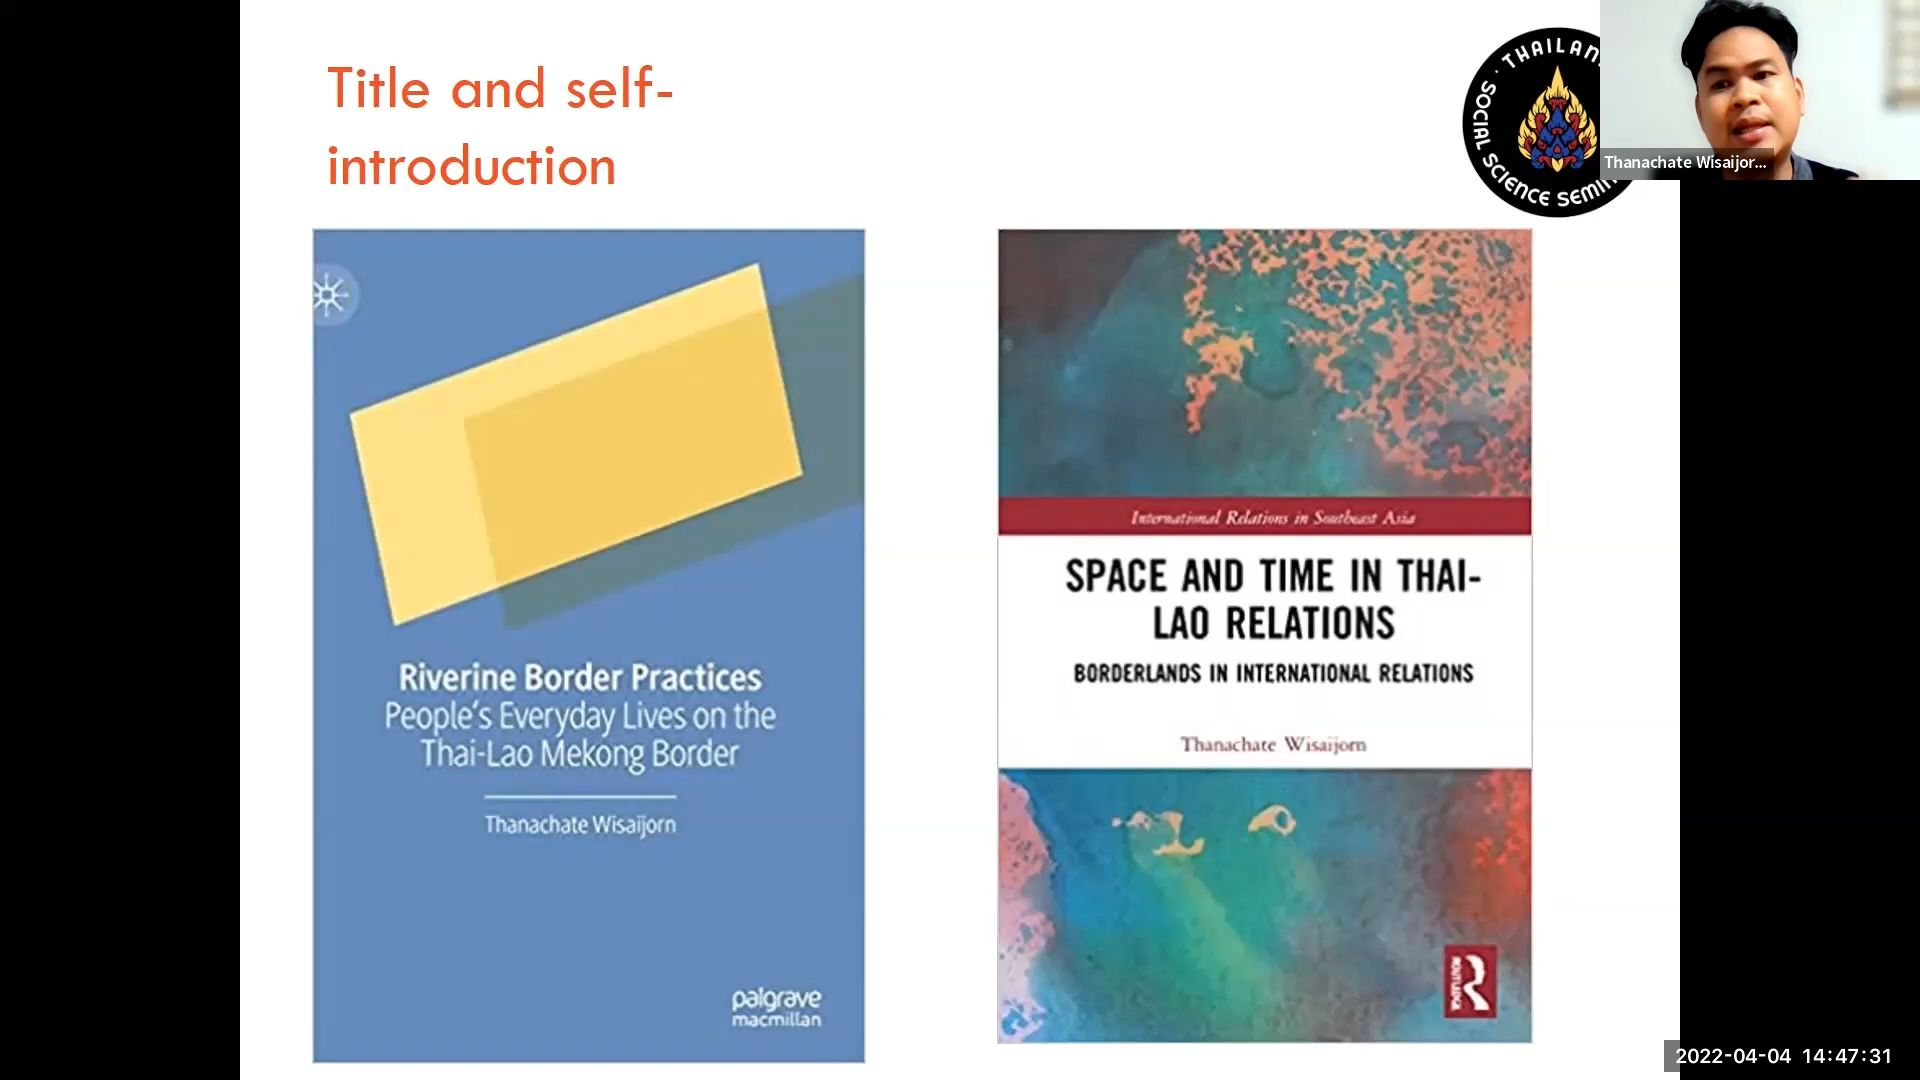 Title and self-
introduction
· THAILAN
SOCIAL SCIENCE SEMIN
Thanachate Wisaijor...
Riverine Border Practices
People's Everyday Lives on the
Thai-Lao Mekong Border
Thanachate Wisaijorn
palgrave
macmillan
International Relations in Southeast Asia
SPACE AND TIME IN THAI-
LAO RELATIONS
BORDERLANDS IN INTERNATIONAL RELATIONS
Thanachate Wisaijorn
ROUTLEDGE
2022-04-04 14:47:31